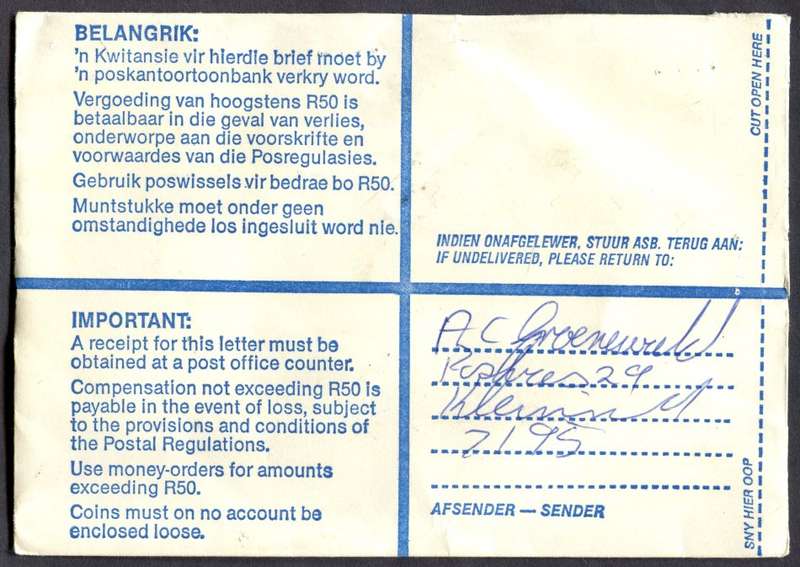 BELANGRIK:
'n Kwitansie vir hierdie brief moet by
'n poskantoortoonbank verkry word.
Vergoeding van hoogstens R50 is
betaalbaar in die geval van verlies,
onderworpe aan die voorskrifte en
voorwaardes van die Posregulasies.
Gebruik poswissels vir bedrae bo R50.
Muntstukke moet onder geen
omstandighede los ingesluit word nie.
IMPORTANT:
A receipt for this letter must be
obtained at a post office counter.
Compensation not exceeding R50 is
payable in the event of loss, subject
to the provisions and conditions of
the Postal Regulations.
Use money-orders for amounts
exceeding R50.
Coins must on no account be
enclosed loose.
CUT OPEN HERE
INDIEN ONAFGELEWER, STUUR ASB. TERUG AAN:
IF UNDELIVERED, PLEASE RETURN TO:
A C Groenewald
Posbus 29
7195
AFSENDER — SENDER
SNY HIER OOP